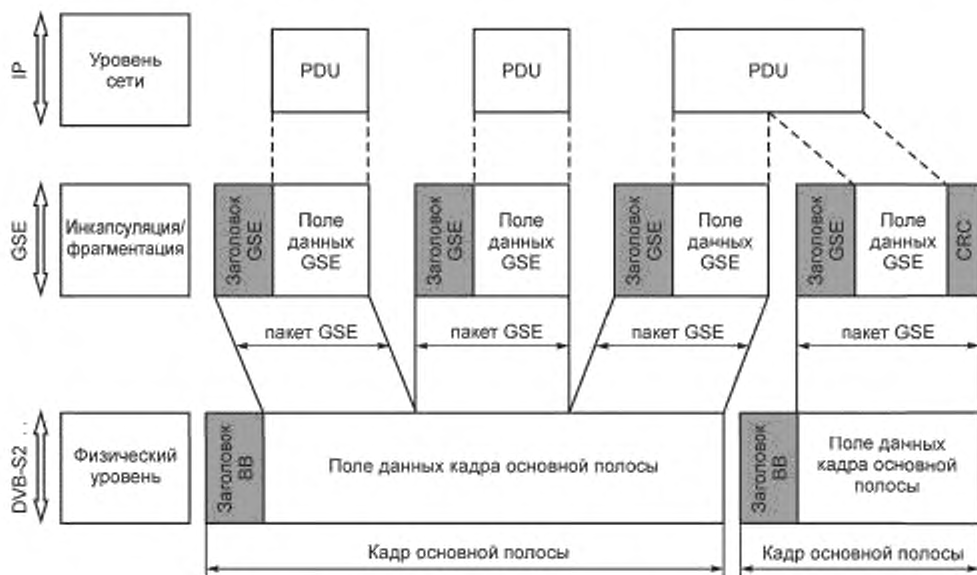 IP
Уровень
сети
PDU
PDU
PDU
GSE
Инкапсуляция/
фрагментация
Заголовок
GSE
Поле
данных
GSE
Заголовок
GSE
Поле
данных
GSE
Заголовок
GSE
Поле
данных
GSE
Заголовок
GSE
Поле
данных
GSE
CRC
пакет GSE
пакет GSE
пакет GSE
пакет GSE
DVB-S2 ..
Физический
уровень
Заголовок
BB
Поле данных кадра основной полосы
Заголовок
BB
Поле данных
кадра основной
полосы
Кадр основной полосы
Кадр основной полосы